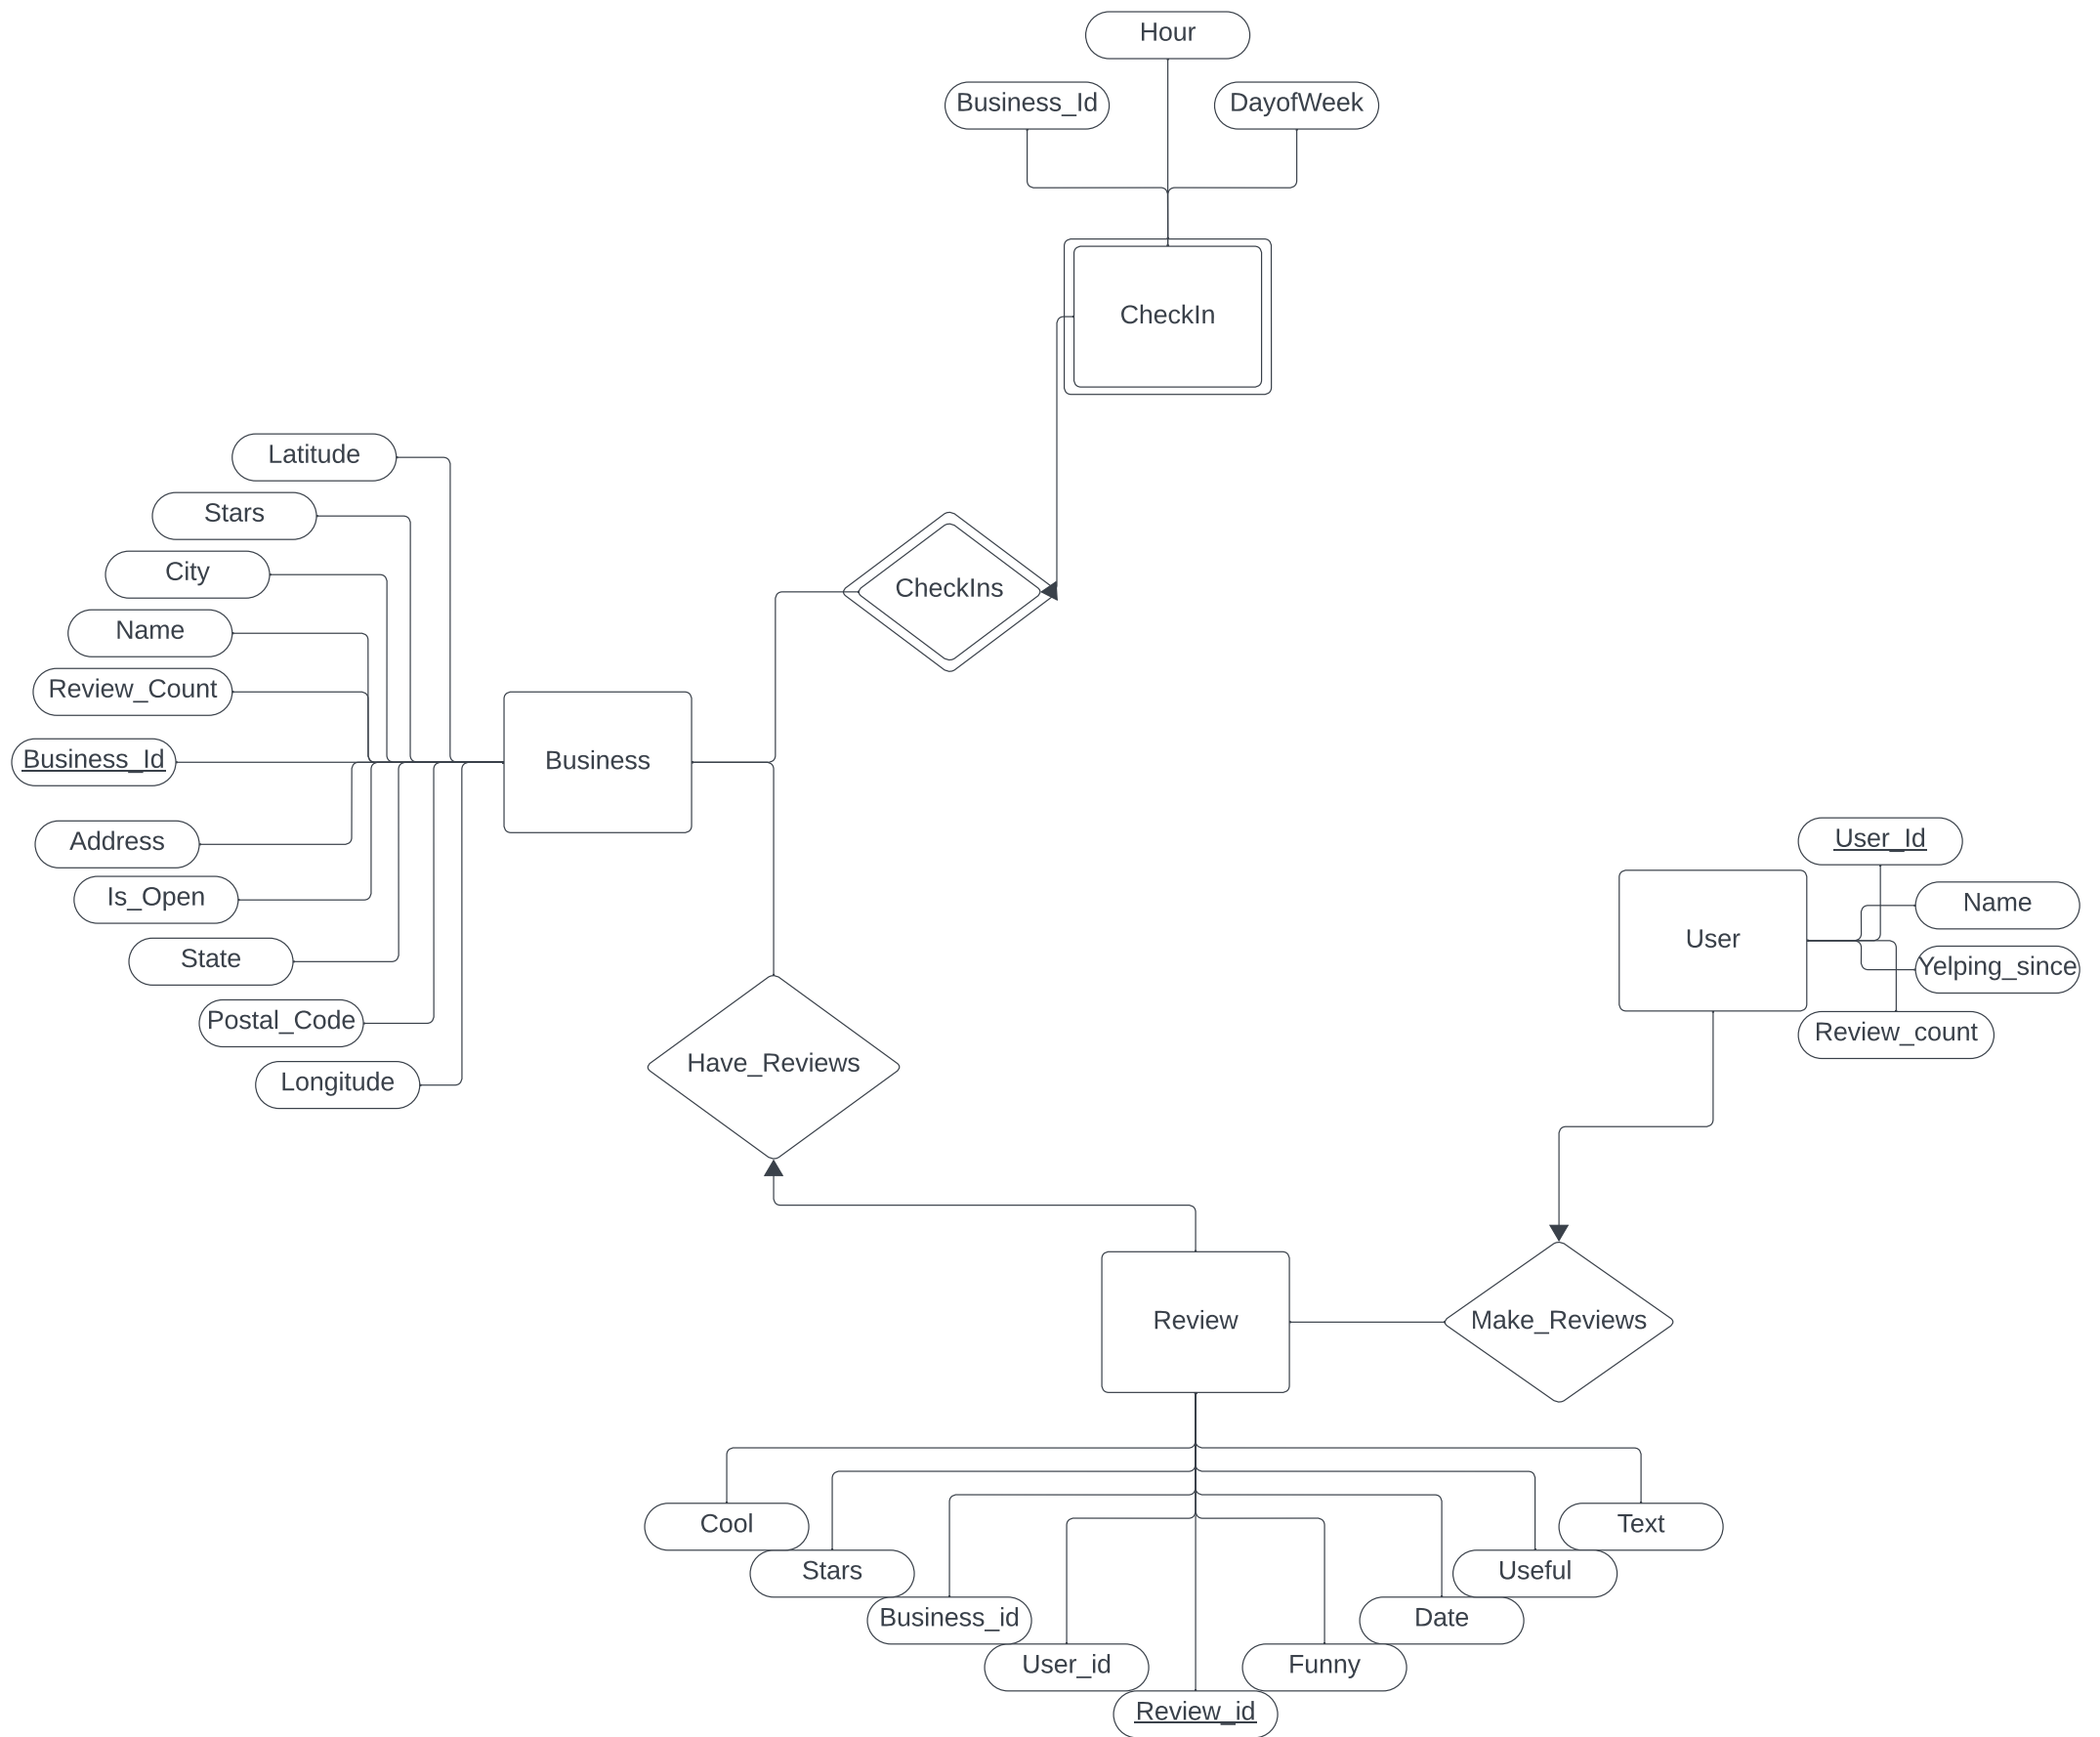 Hour
Business_Id
DayofWeek
CheckIn
Latitude
Stars
City
CheckIns
Name
Review_Count
Business_Id
Business
Address
User_Id
Is_Open
Name
User
State
Yelping_since
Postal_Code
Review_count
Have_Reviews
Longitude
Review
Make_Reviews
Cool
Text
Stars
Useful
Business_id
Date
User_id
Funny
Review_id